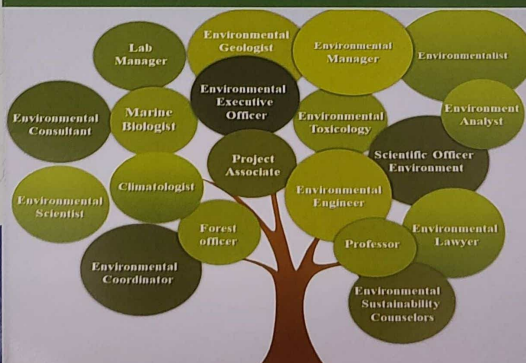 Lab
Manager
Environmental
Geologist
Environmental
Manager
Environmentalist
Environmental
Consultant
Marine
Biologist
Environmental
Executive
Officer
Environmental
Toxicology
Environment
Analyst
Scientific Officer
Environment
Project
Associate
Climatologist
Environmental
Scientist
Environmental
Engineer
Forest
officer
Professor
Environmental
Lawyer
Environmental
Coordinator
Environmental
Sustainability
Counselors